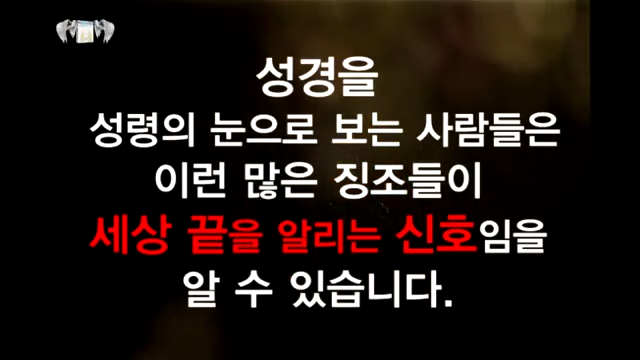 성경을
성령의 눈으로 보는 사람들은
이런 많은 징조들이
세상 끝을 알리는 신호임을
알 수 있습니다.